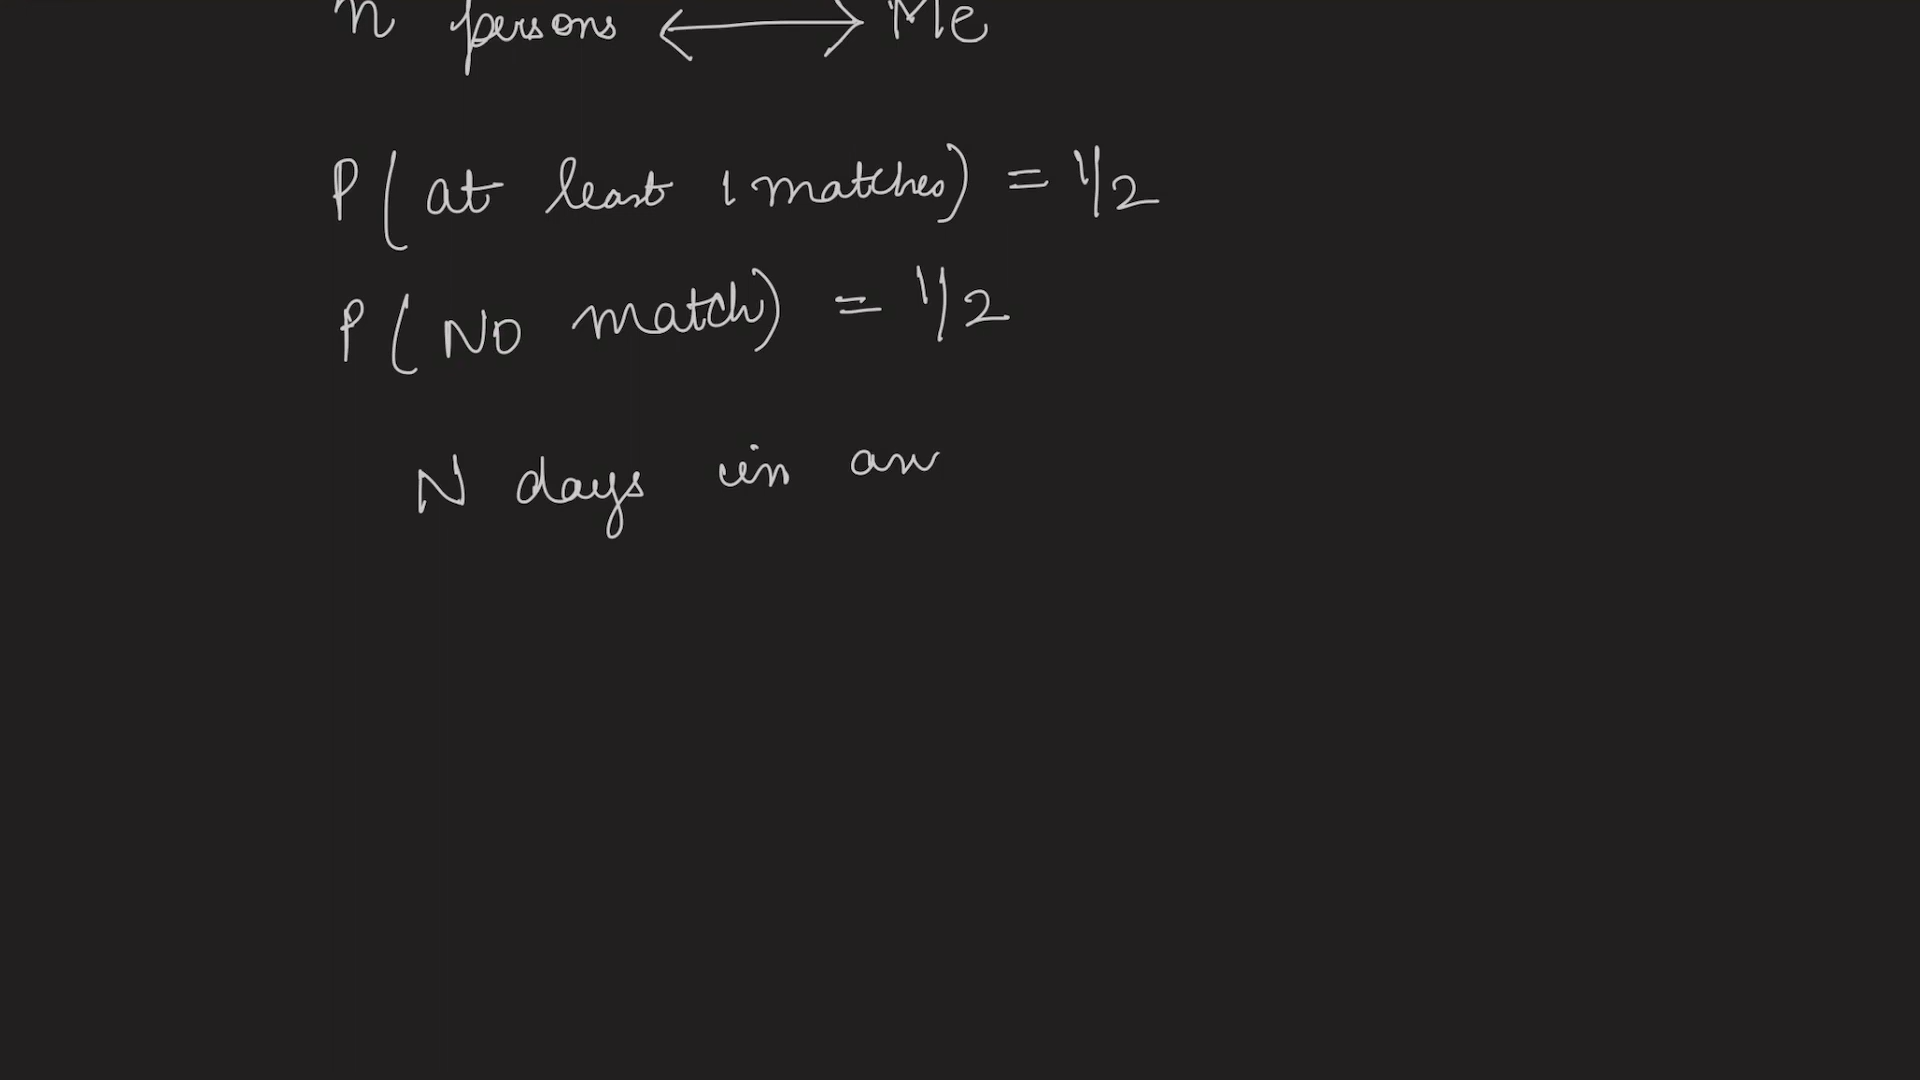 n persons ⟷ Me
P( at least 1 matches) = 1/2
P( NO match) = 1/2
N days in an